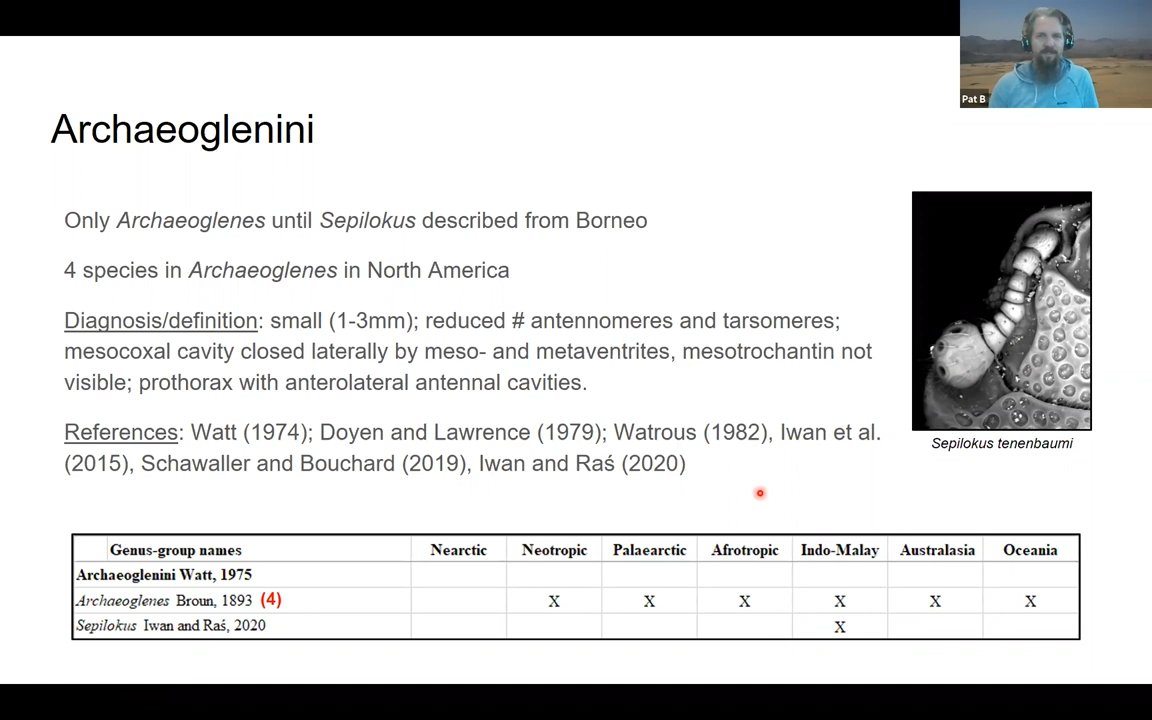 Pat B
Archaeoglenini
Only Archaeoglenes until Sepilokus described from Borneo
4 species in Archaeoglenes in North America
Diagnosis/definition: small (1-3mm); reduced # antennomeres and tarsomeres;
mesocoxal cavity closed laterally by meso- and metaventrites, mesotrochantin not
visible; prothorax with anterolateral antennal cavities.
References: Watt (1974); Doyen and Lawrence (1979); Watrous (1982), Iwan et al.
(2015), Schawaller and Bouchard (2019), Iwan and Raś (2020)
Sepilokus tenenbaumi
Genus-group names Nearctic Neotropic Palaearctic Afrotropic Indo-Malay Australasia Oceania
Archaeoglenini Watt, 1975
Archaeoglenes Broun, 1893 (4) X X X X X X
Sepilokus Iwan and Raś, 2020 X